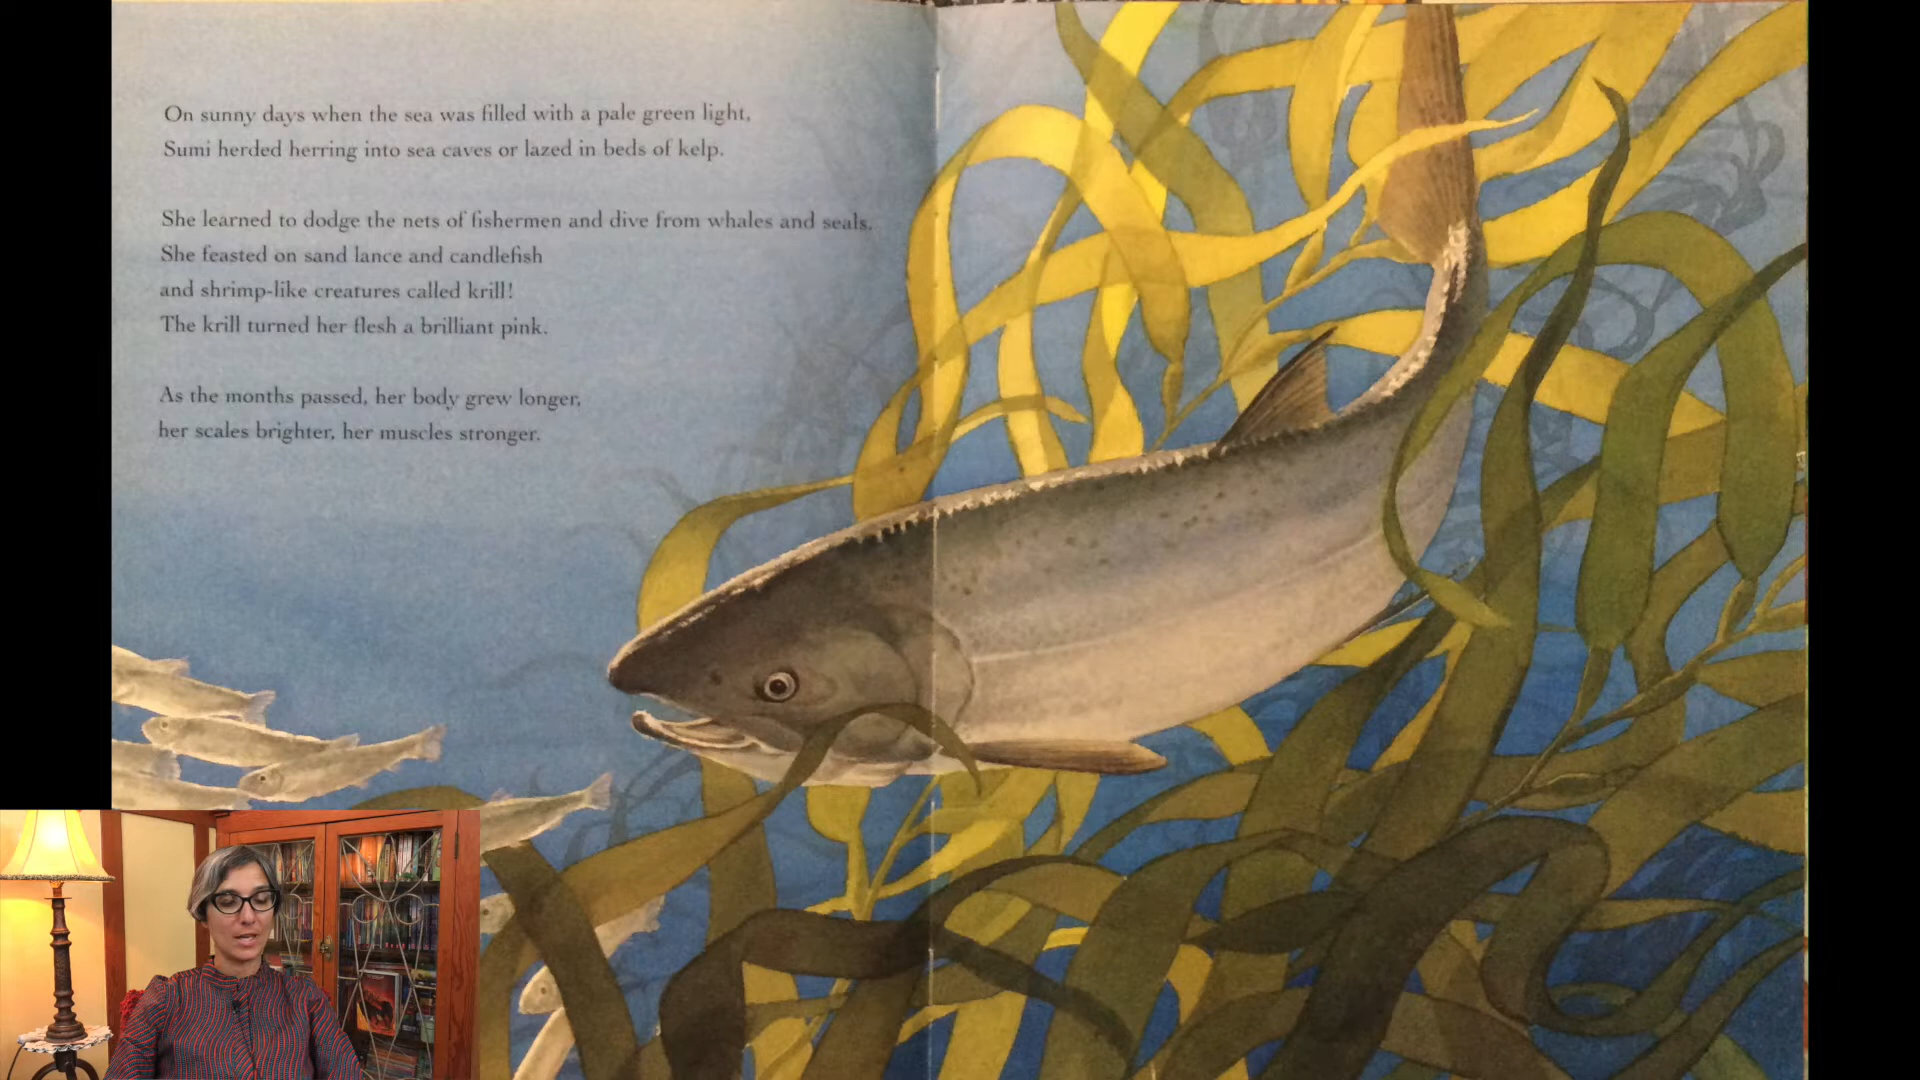 On sunny days when the sea was filled with a pale green light,
Sumi herded herring into sea caves or lazed in beds of kelp.
She learned to dodge the nets of fishermen and dive from whales and seals.
She feasted on sand lance and candlefish
and shrimp-like creatures called krill!
The krill turned her flesh a brilliant pink.
As the months passed, her body grew longer,
her scales brighter, her muscles stronger.